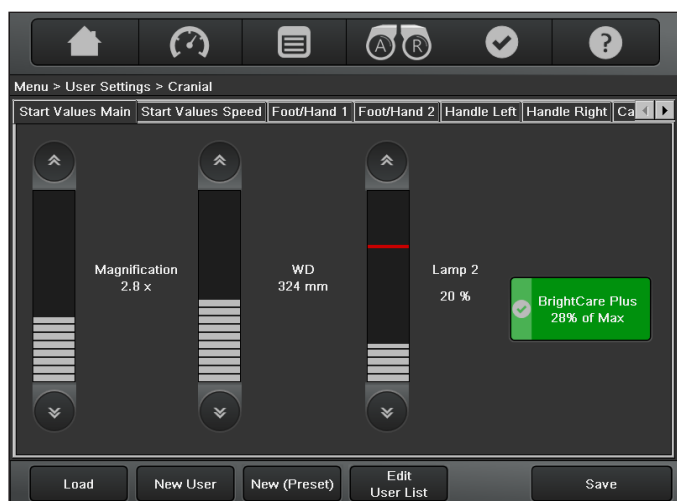 A R ?
Menu > User Settings > Cranial
Start Values Main Start Values Speed Foot/Hand 1 Foot/Hand 2 Handle Left Handle Right Ca
Magnification
2.8 x
WD
324 mm
Lamp 2
20 %
BrightCare Plus
28% of Max
Load New User New (Preset) Edit
User List Save